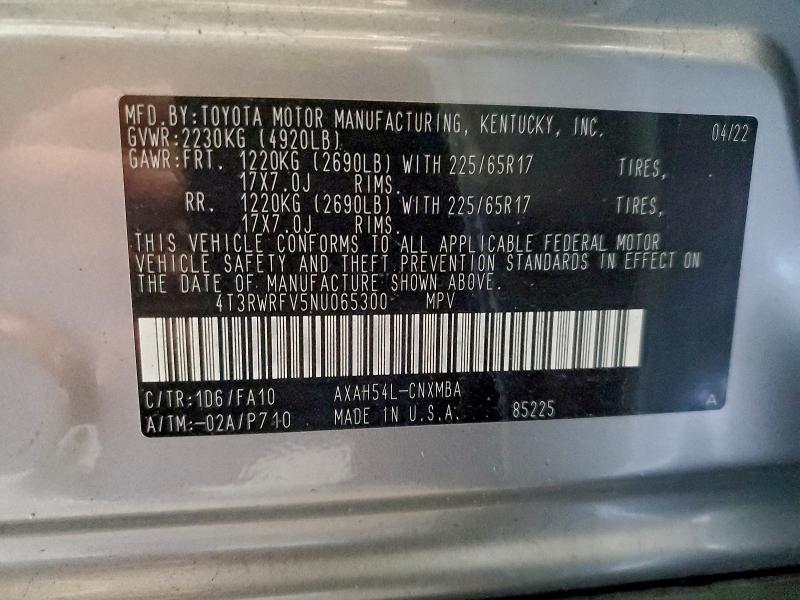 MFD.BY:TOYOTA MOTOR MANUFACTURING, KENTUCKY, INC. 04/22
GVWR:2230KG (4920LB)
GAWR:FRT. 1220KG (2690LB) WITH 225/65R17 TIRES,
17X7.0J RIMS.
RR. 1220KG (2690LB) WITH 225/65R17 TIRES,
17X7.0J RIMS.
THIS VEHICLE CONFORMS TO ALL APPLICABLE FEDERAL MOTOR
VEHICLE SAFETY AND THEFT PREVENTION STANDARDS IN EFFECT ON
THE DATE OF MANUFACTURE SHOWN ABOVE.
4T3RWRFV5NU065300 MPV
C/TR:1D6/FA10 AXAH54L-CNXMBA
A/TM:-02A/P710 MADE IN U.S.A. 85225 A